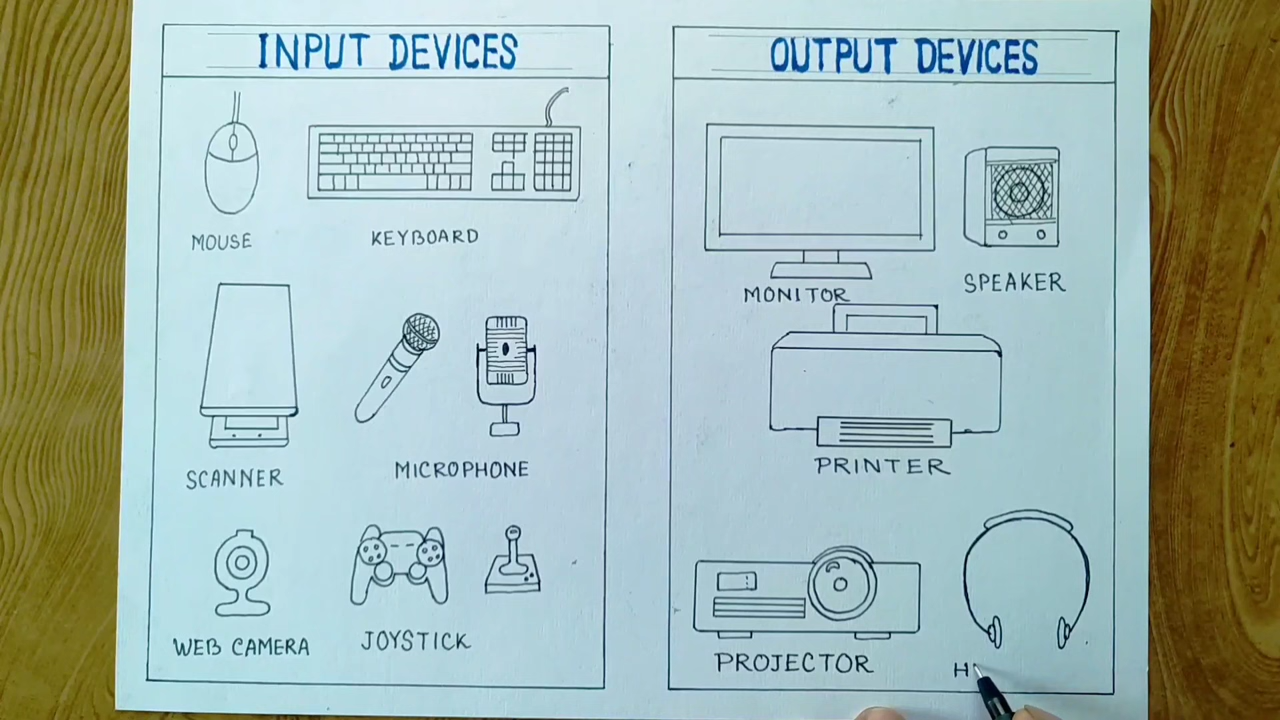 INPUT DEVICES
MOUSE
KEYBOARD
SCANNER
MICROPHONE
WEB CAMERA
JOYSTICK
OUTPUT DEVICES
MONITOR
SPEAKER
PRINTER
PROJECTOR
H